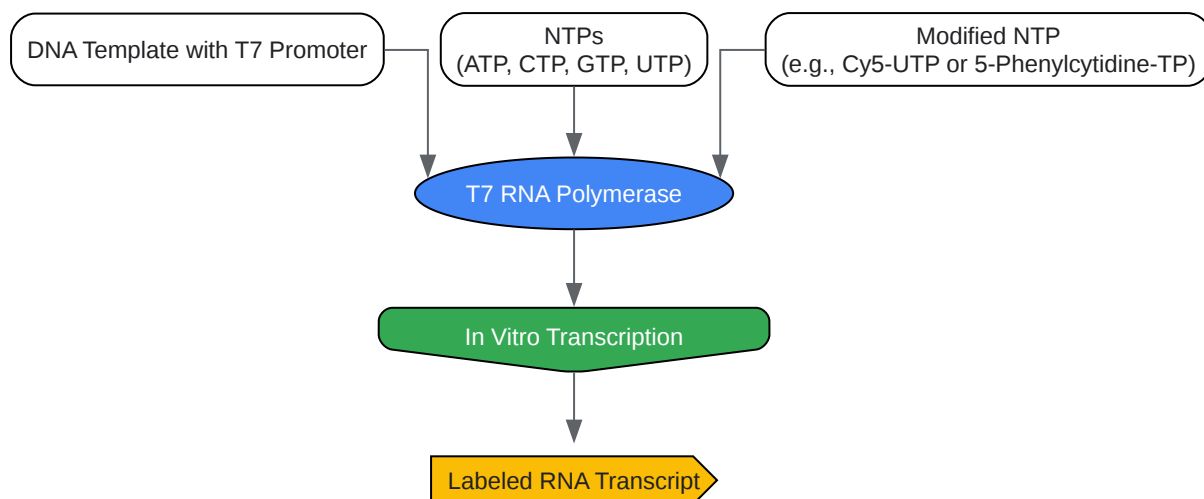 DNA Template with T7 Promoter
NTPs
(ATP, CTP, GTP, UTP)
Modified NTP
(e.g., Cy5-UTP or 5-Phenylcytidine-TP)
T7 RNA Polymerase
In Vitro Transcription
Labeled RNA Transcript